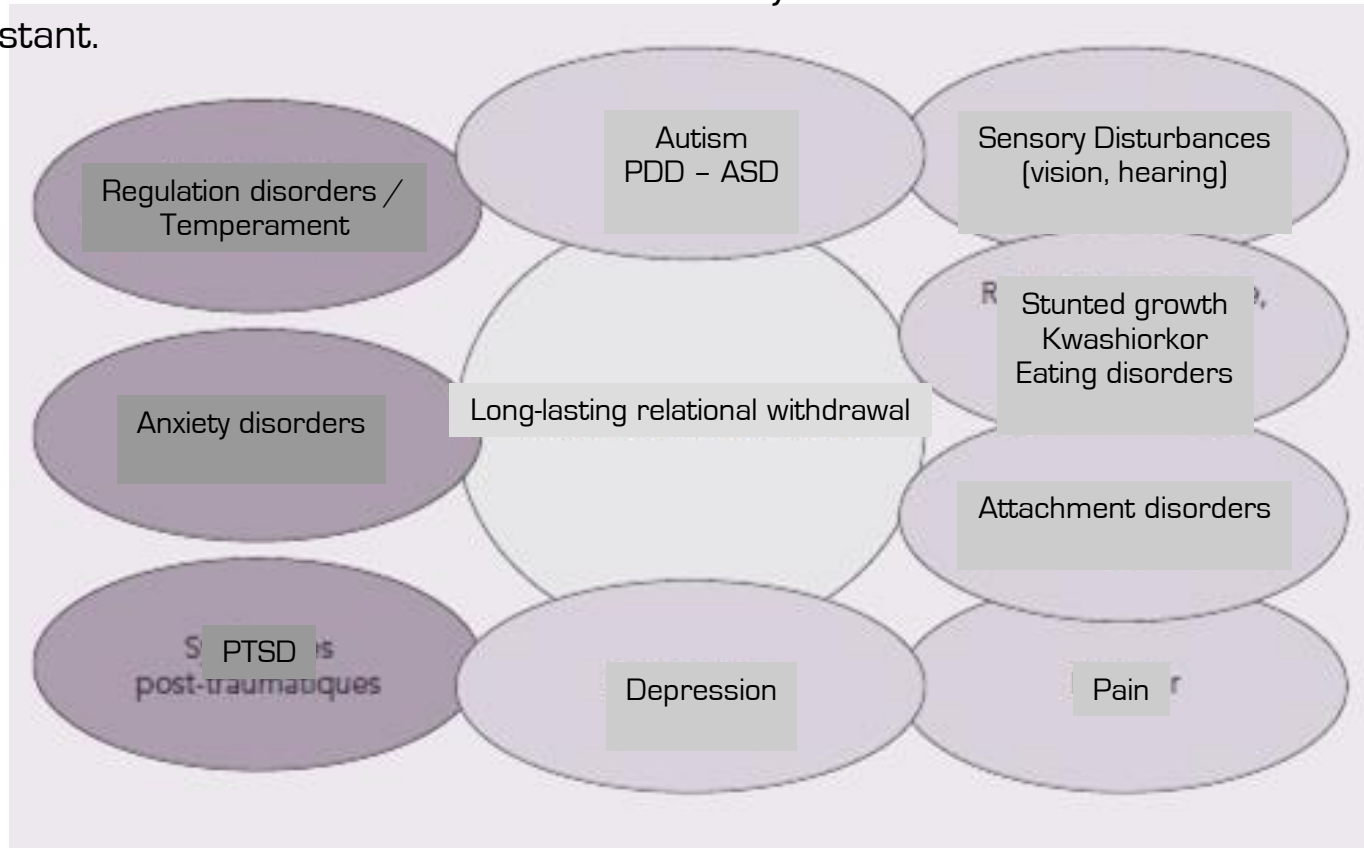 stant.
Autism
PDD – ASD
Sensory Disturbances
(vision, hearing)
Regulation disorders /
Temperament
Stunted growth
Kwashiorkor
Eating disorders
Anxiety disorders
Long-lasting relational withdrawal
Attachment disorders
PTSD
post-traumatiques
Depression
Pain